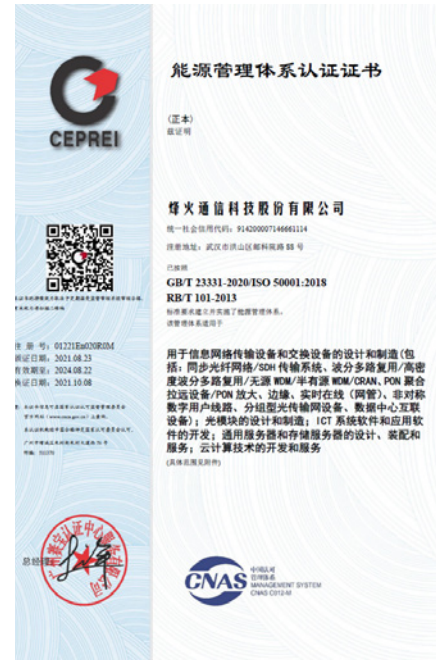 能源管理体系认证证书
(正本)
兹证明
CEPREI
烽火通信科技股份有限公司
统一社会信用代码: 914200007146661114
注册地址: 武汉市洪山区邮科院路 88 号
已按照
GB/T 23331-2020/ISO 50001:2018
RB/T 101-2013
标准要求建立并实施了能源管理体系。
该管理体系适用于
用于信息网络传输设备和交换设备的设计和制造(包
括: 同步光纤网络/SDH 传输系统、波分多路复用/高密
度波分多路复用/无源 WDM/半有源 WDM/CRAN、PON 聚合
拉远设备/PON 放大、边缘、实时在线 (网管)、非对称
数字用户线路、分组型光传输网设备、数据中心互联
设备); 光模块的设计和制造; ICT 系统软件和应用软
件的开发; 通用服务器和存储服务器的设计、装配和
服务; 云计算技术的开发和服务
(具体范围见附件)
注 册 号: 01221En020R0M
颁证日期: 2021.08.23
有效期至: 2024.08.22
换证日期: 2021.10.08
总经理
CNAS
中国认可
管理体系
MANAGEMENT SYSTEM
CNAS C012-M